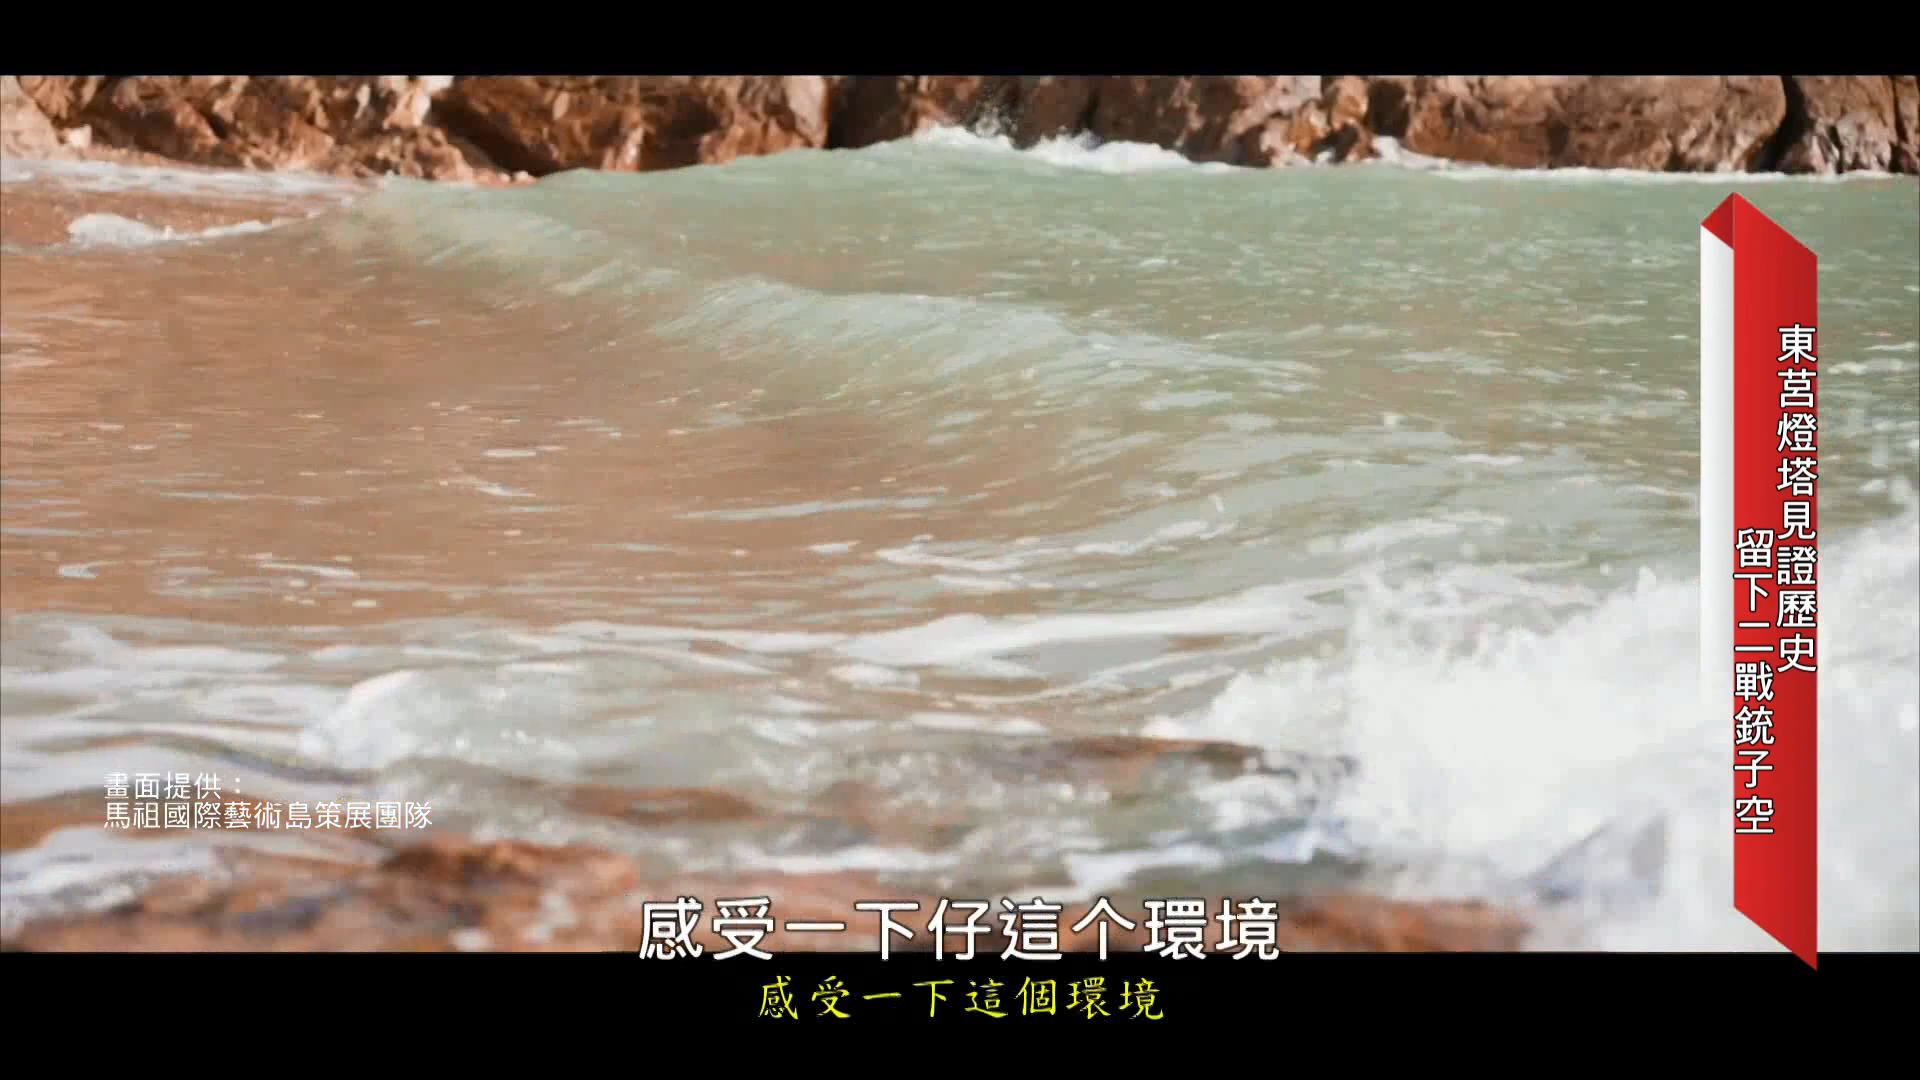 東莒燈塔見證歷史
留下二戰銃子空
畫面提供：
馬祖國際藝術島策展團隊
感受一下仔這个環境
感受一下這個環境